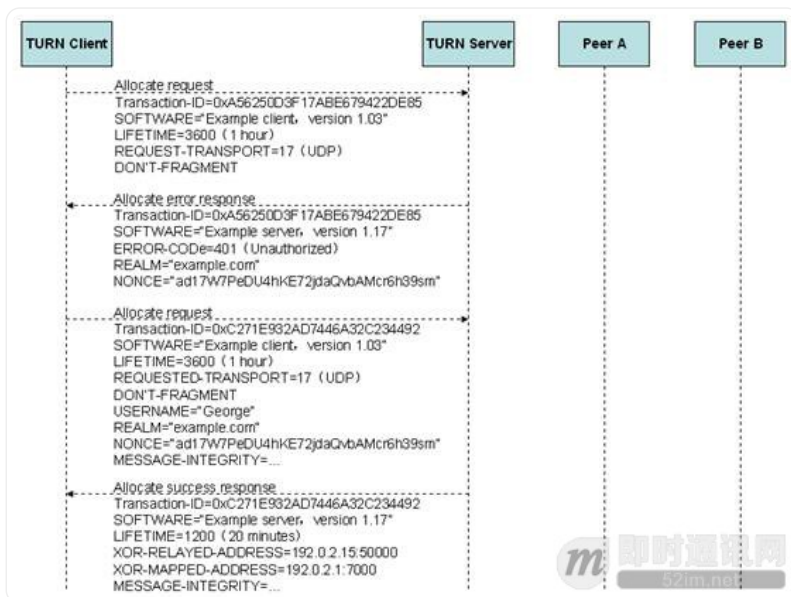 TURN Client
TURN Server
Peer A
Peer B
Allocate request
Transaction-ID=0xA56250D3F17ABE679422DE85
SOFTWARE="Example client，version 1.03"
LIFETIME=3600（1 hour）
REQUEST-TRANSPORT=17（UDP）
DON'T-FRAGMENT
Allocate error response
Transaction-ID=0xA56250D3F17ABE679422DE85
SOFTWARE="Example server，version 1.17"
ERROR-CODe=401（Unauthorized）
REALM="example.com"
NONCE="ad17W7PeDU4hKE72jdaQvbAMcr6h39sm"
Allocate request
Transaction-ID=0xC271E932AD7446A32C234492
SOFTWARE="Example client，version 1.03"
LIFETIME=3600（1 hour）
REQUESTED-TRANSPORT=17（UDP）
DON'T-FRAGMENT
USERNAME="George"
REALM="example.com"
NONCE="ad17W7PeDU4hKE72jdaQvbAMcr6h39sm"
MESSAGE-INTEGRITY=...
Allocate success response
Transaction-ID=0xC271E932AD7446A32C234492
SOFTWARE="Example server，version 1.17"
LIFETIME=1200（20 minutes）
XOR-RELAYED-ADDRESS=192.0.2.15:50000
XOR-MAPPED-ADDRESS=192.0.2.1:7000
MESSAGE-INTEGRITY=...
m 即时通讯网
52im.net